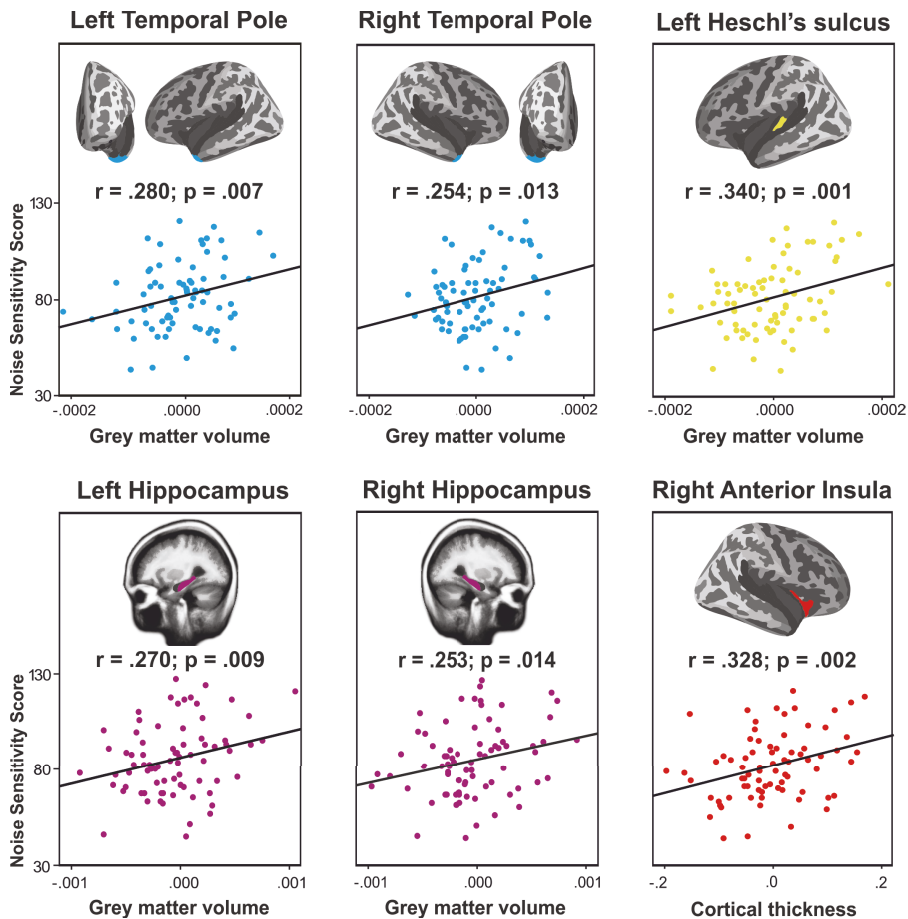 Left Temporal Pole
Right Temporal Pole
Left Heschl's sulcus
r = .280; p = .007
r = .254; p = .013
r = .340; p = .001
Noise Sensitivity Score
130
80
30
-.0002 .0000 .0002
-.0002 .0000 .0002
-.0002 .0000 .0002
Grey matter volume
Grey matter volume
Grey matter volume
Left Hippocampus
Right Hippocampus
Right Anterior Insula
r = .270; p = .009
r = .253; p = .014
r = .328; p = .002
Noise Sensitivity Score
130
80
30
-.001 .000 .001
-.001 .000 .001
-.2 .0 .2
Grey matter volume
Grey matter volume
Cortical thickness